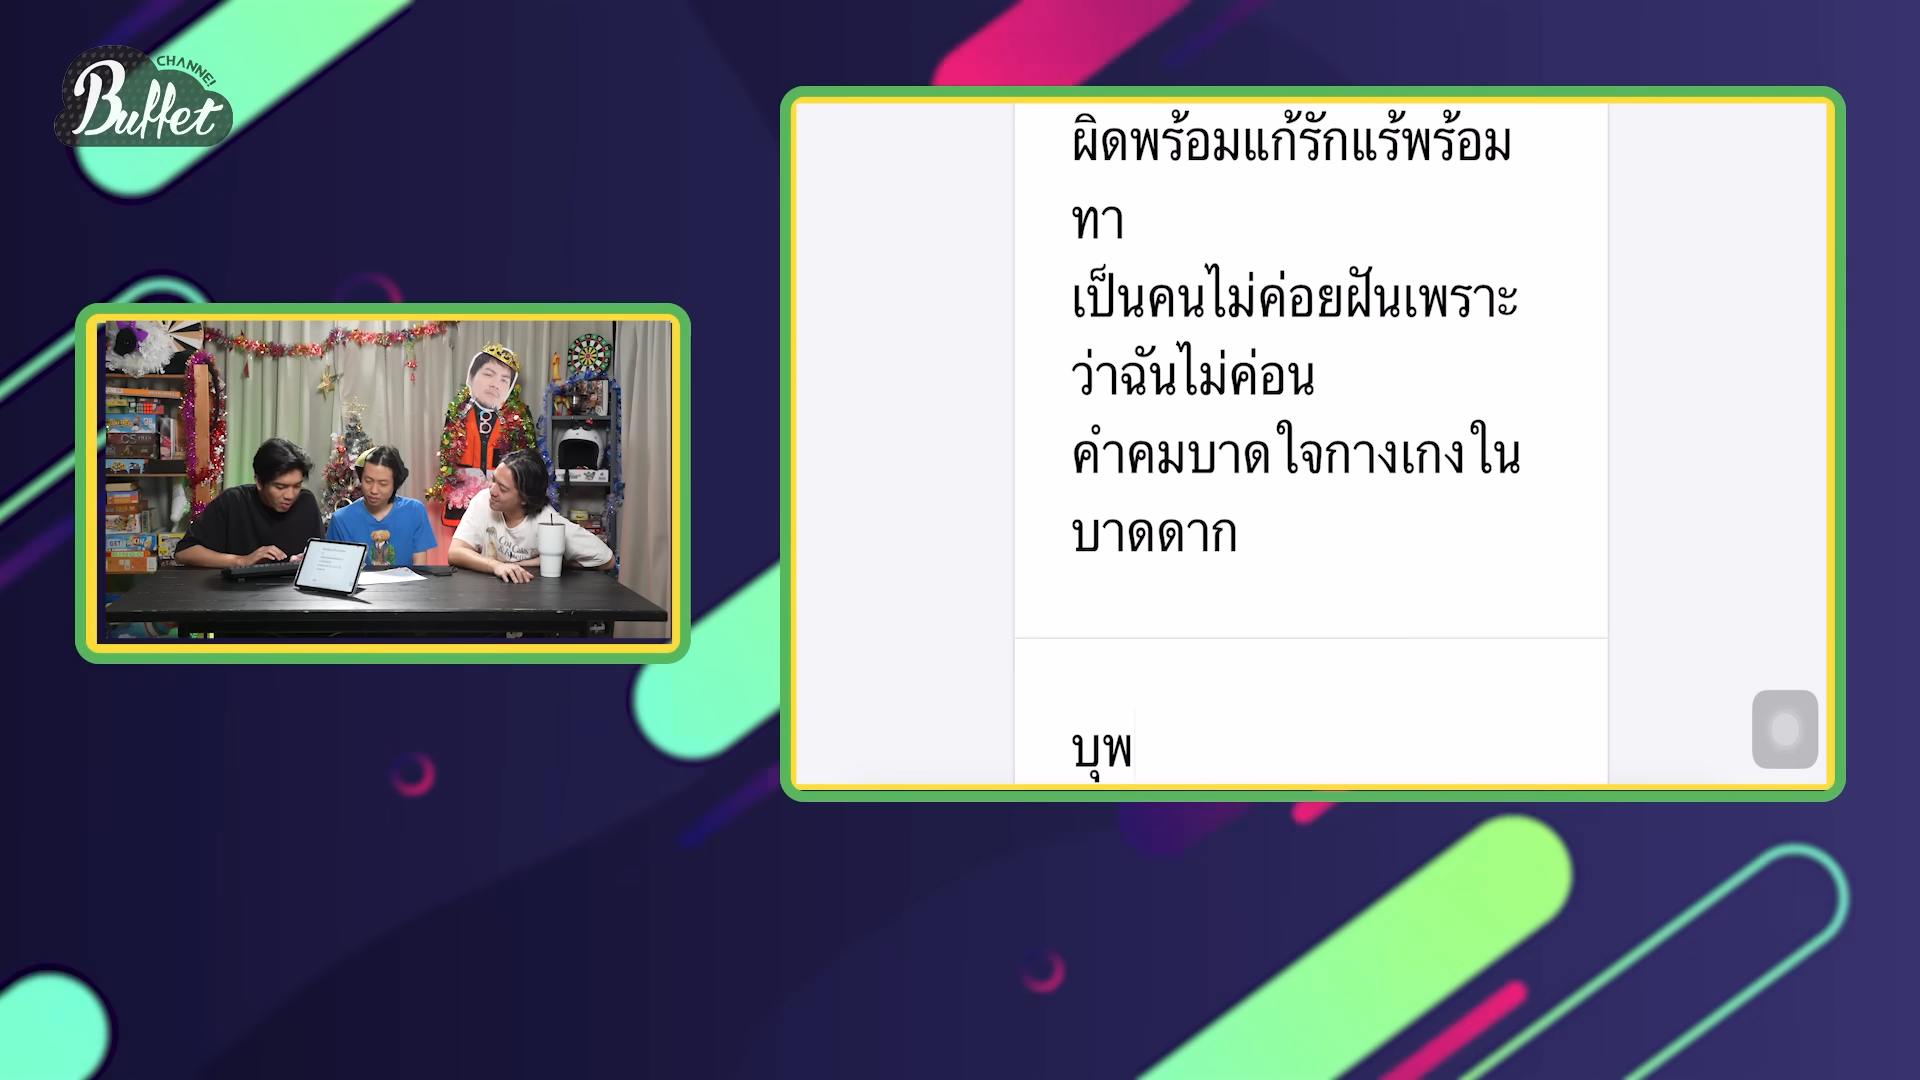 Buffet
CHANNEL
ผิดพร้อมแก้รักแร้พร้อม
ทา
เป็นคนไม่ค่อยฝันเพราะ
ว่าฉันไม่ค่อน
คำคมบาดใจกางเกงใน
บาดดาก
บุพ